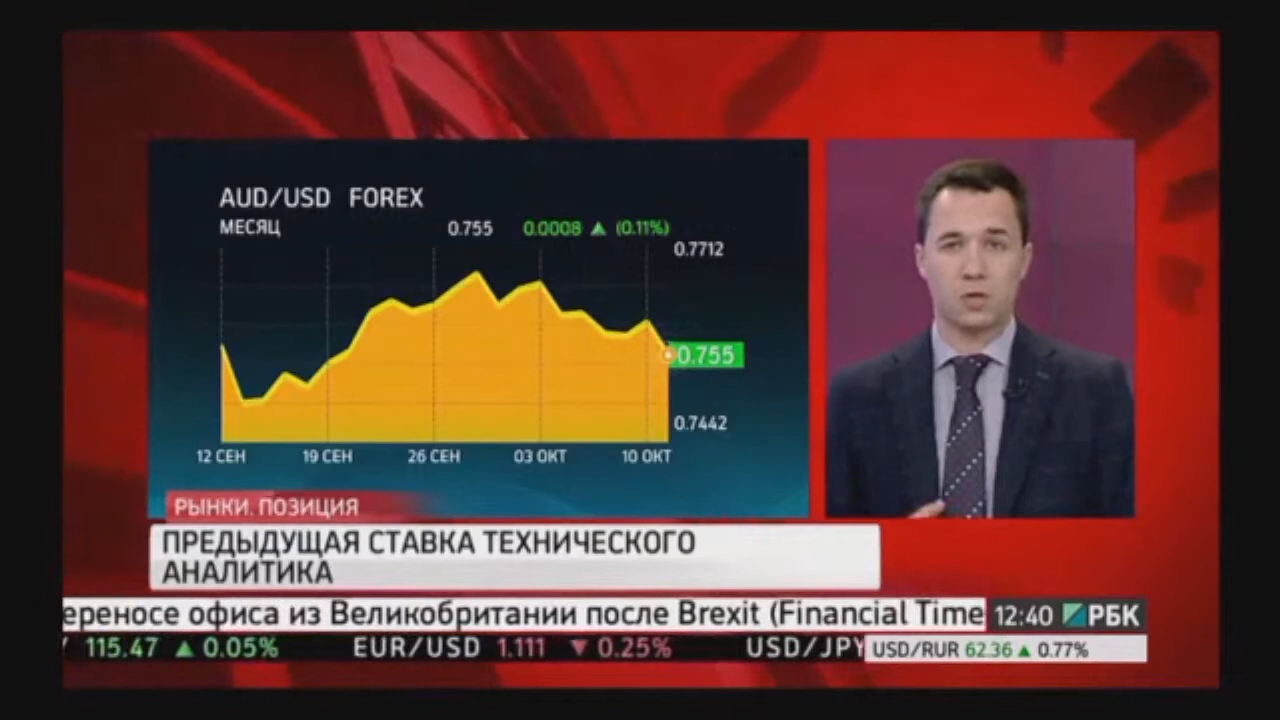 AUD/USD FOREX
МЕСЯЦ 0.755 0.0008 ▲ (0.11%)
0.7712
0.755
0.7442
12 СЕН 19 СЕН 26 СЕН 03 ОКТ 10 ОКТ
РЫНКИ. ПОЗИЦИЯ
ПРЕДЫДУЩАЯ СТАВКА ТЕХНИЧЕСКОГО
АНАЛИТИКА
ереносе офиса из Великобритании после Brexit (Financial Time 12:40 РБК
115.47 ▲ 0.05% EUR/USD 1.111 ▼ 0.25% USD/JPY USD/RUR 62.36 ▲ 0.77%